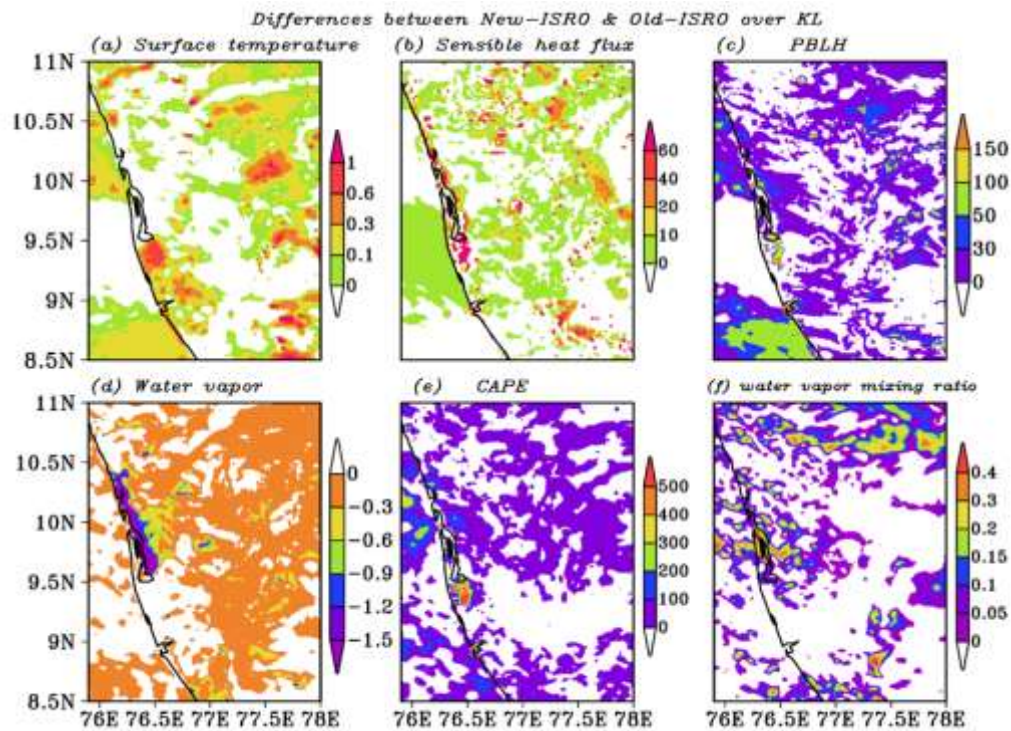 Differences between New-ISRO & Old-ISRO over KL
(a) Surface temperature
(b) Sensible heat flux
(c) PBLH
11N
10.5N
10N
9.5N
9N
8.5N
1
0.6
0.3
0.1
0
60
40
20
10
0
150
100
50
30
0
(d) Water vapor
(e) CAPE
(f) water vapor mixing ratio
11N
10.5N
10N
9.5N
9N
8.5N
0
-0.3
-0.6
-0.9
-1.2
-1.5
500
400
300
200
100
0
0.4
0.3
0.2
0.15
0.1
0.05
0
76E 76.5E 77E 77.5E 78E
76E 76.5E 77E 77.5E 78E
76E 76.5E 77E 77.5E 78E